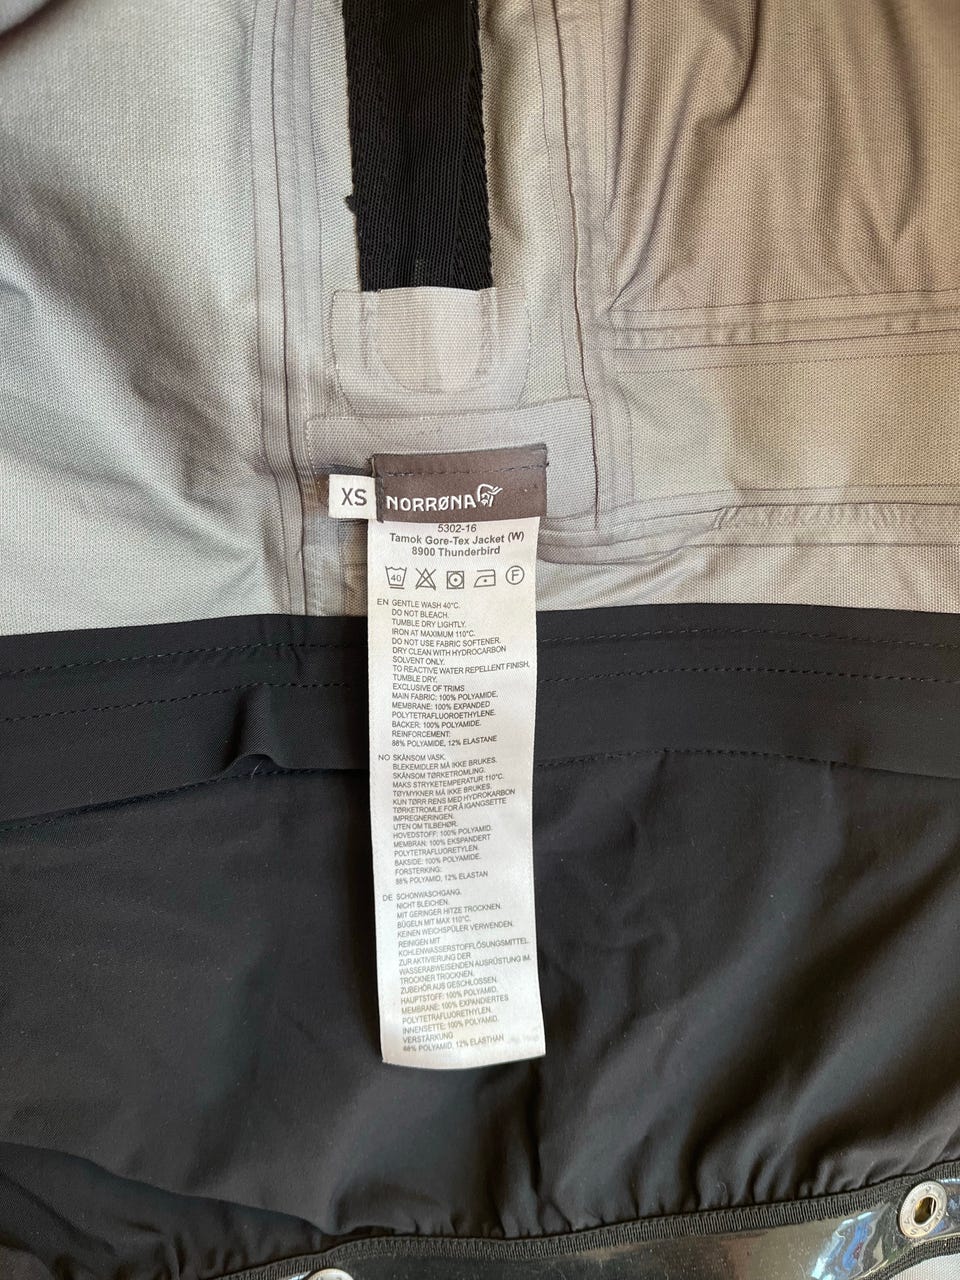 XS
NORRØNA
5302-16
Tamok Gore-Tex Jacket (W)
8900 Thunderbird
40
F
EN GENTLE WASH 40°C.
DO NOT BLEACH.
TUMBLE DRY LIGHTLY.
IRON AT MAXIMUM 110°C.
DO NOT USE FABRIC SOFTENER.
DRY CLEAN WITH HYDROCARBON
SOLVENT ONLY.
TO REACTIVE WATER REPELLENT FINISH,
TUMBLE DRY.
EXCLUSIVE OF TRIMS
MAIN FABRIC: 100% POLYAMIDE,
MEMBRANE: 100% EXPANDED
POLYTETRAFLUOROETHYLENE.
BACKER: 100% POLYAMIDE.
REINFORCEMENT:
88% POLYAMIDE, 12% ELASTANE
NO SKÅNSOM VASK.
BLEKEMIDLER MÅ IKKE BRUKES.
SKÅNSOM TØRKETROMLING.
MAKS STRYKETEMPERATUR 110°C.
TØYMYKNER MÅ IKKE BRUKES.
KUN TØRR RENS MED HYDROKARBON
TØRKETROMLE FOR Å IGANGSETTE
IMPREGNERINGEN.
UTEN OM TILBEHØR.
HOVEDSTOFF: 100% POLYAMID.
MEMBRAN: 100% EKSPANDERT
POLYTETRAFLUORETYLEN.
BAKSIDE: 100% POLYAMIDE.
FORSTERKING:
88% POLYAMID, 12% ELASTAN
DE SCHONWASCHGANG.
NICHT BLEICHEN.
MIT GERINGER HITZE TROCKNEN.
BÜGELN MIT MAX 110°C.
KEINEN WEICHSPÜLER VERWENDEN.
REINIGEN MIT
KOHLENWASSERSTOFFLÖSUNGSMITTEL.
ZUR AKTIVIERUNG DER
WASSERABWEISENDEN AUSRÜSTUNG IM
TROCKNER TROCKNEN.
ZUBEHÖR AUS GESCHLOSSEN.
HAUPTSTOFF: 100% POLYAMID.
MEMBRANE: 100% EXPANDIERTES
POLYTETRAFLUORETHYLEN.
INNENSETTE: 100% POLYAMID.
VERSTÄRKUNG
88% POLYAMID, 12% ELASTHAN